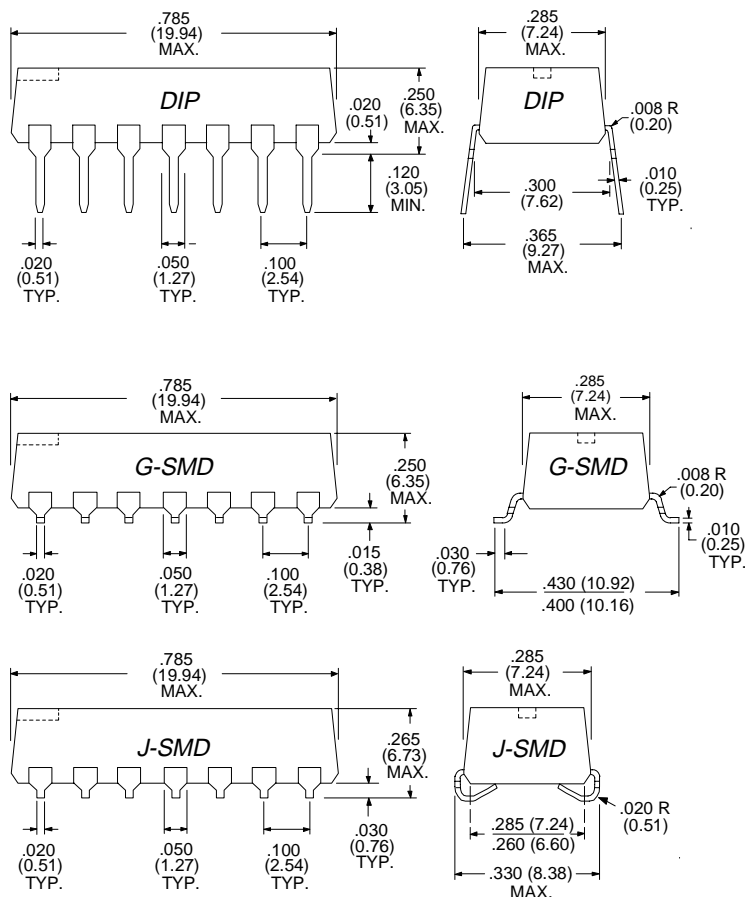 .785
(19.94)
MAX.
DIP
.020
(0.51)
.250
(6.35)
MAX.
.120
(3.05)
MIN.
.020
(0.51)
TYP.
.050
(1.27)
TYP.
.100
(2.54)
TYP.
.285
(7.24)
MAX.
DIP
.008 R
(0.20)
.300
(7.62)
.010
(0.25)
TYP.
.365
(9.27)
MAX.
.785
(19.94)
MAX.
G-SMD
.250
(6.35)
MAX.
.020
(0.51)
TYP.
.050
(1.27)
TYP.
.100
(2.54)
TYP.
.015
(0.38)
TYP.
.285
(7.24)
MAX.
G-SMD
.008 R
(0.20)
.030
(0.76)
TYP.
.010
(0.25)
TYP.
.430 (10.92)
.400 (10.16)
.785
(19.94)
MAX.
J-SMD
.265
(6.73)
MAX.
.020
(0.51)
TYP.
.050
(1.27)
TYP.
.100
(2.54)
TYP.
.030
(0.76)
TYP.
.285
(7.24)
MAX.
J-SMD
.020 R
(0.51)
.285 (7.24)
.260 (6.60)
.330 (8.38)
MAX.